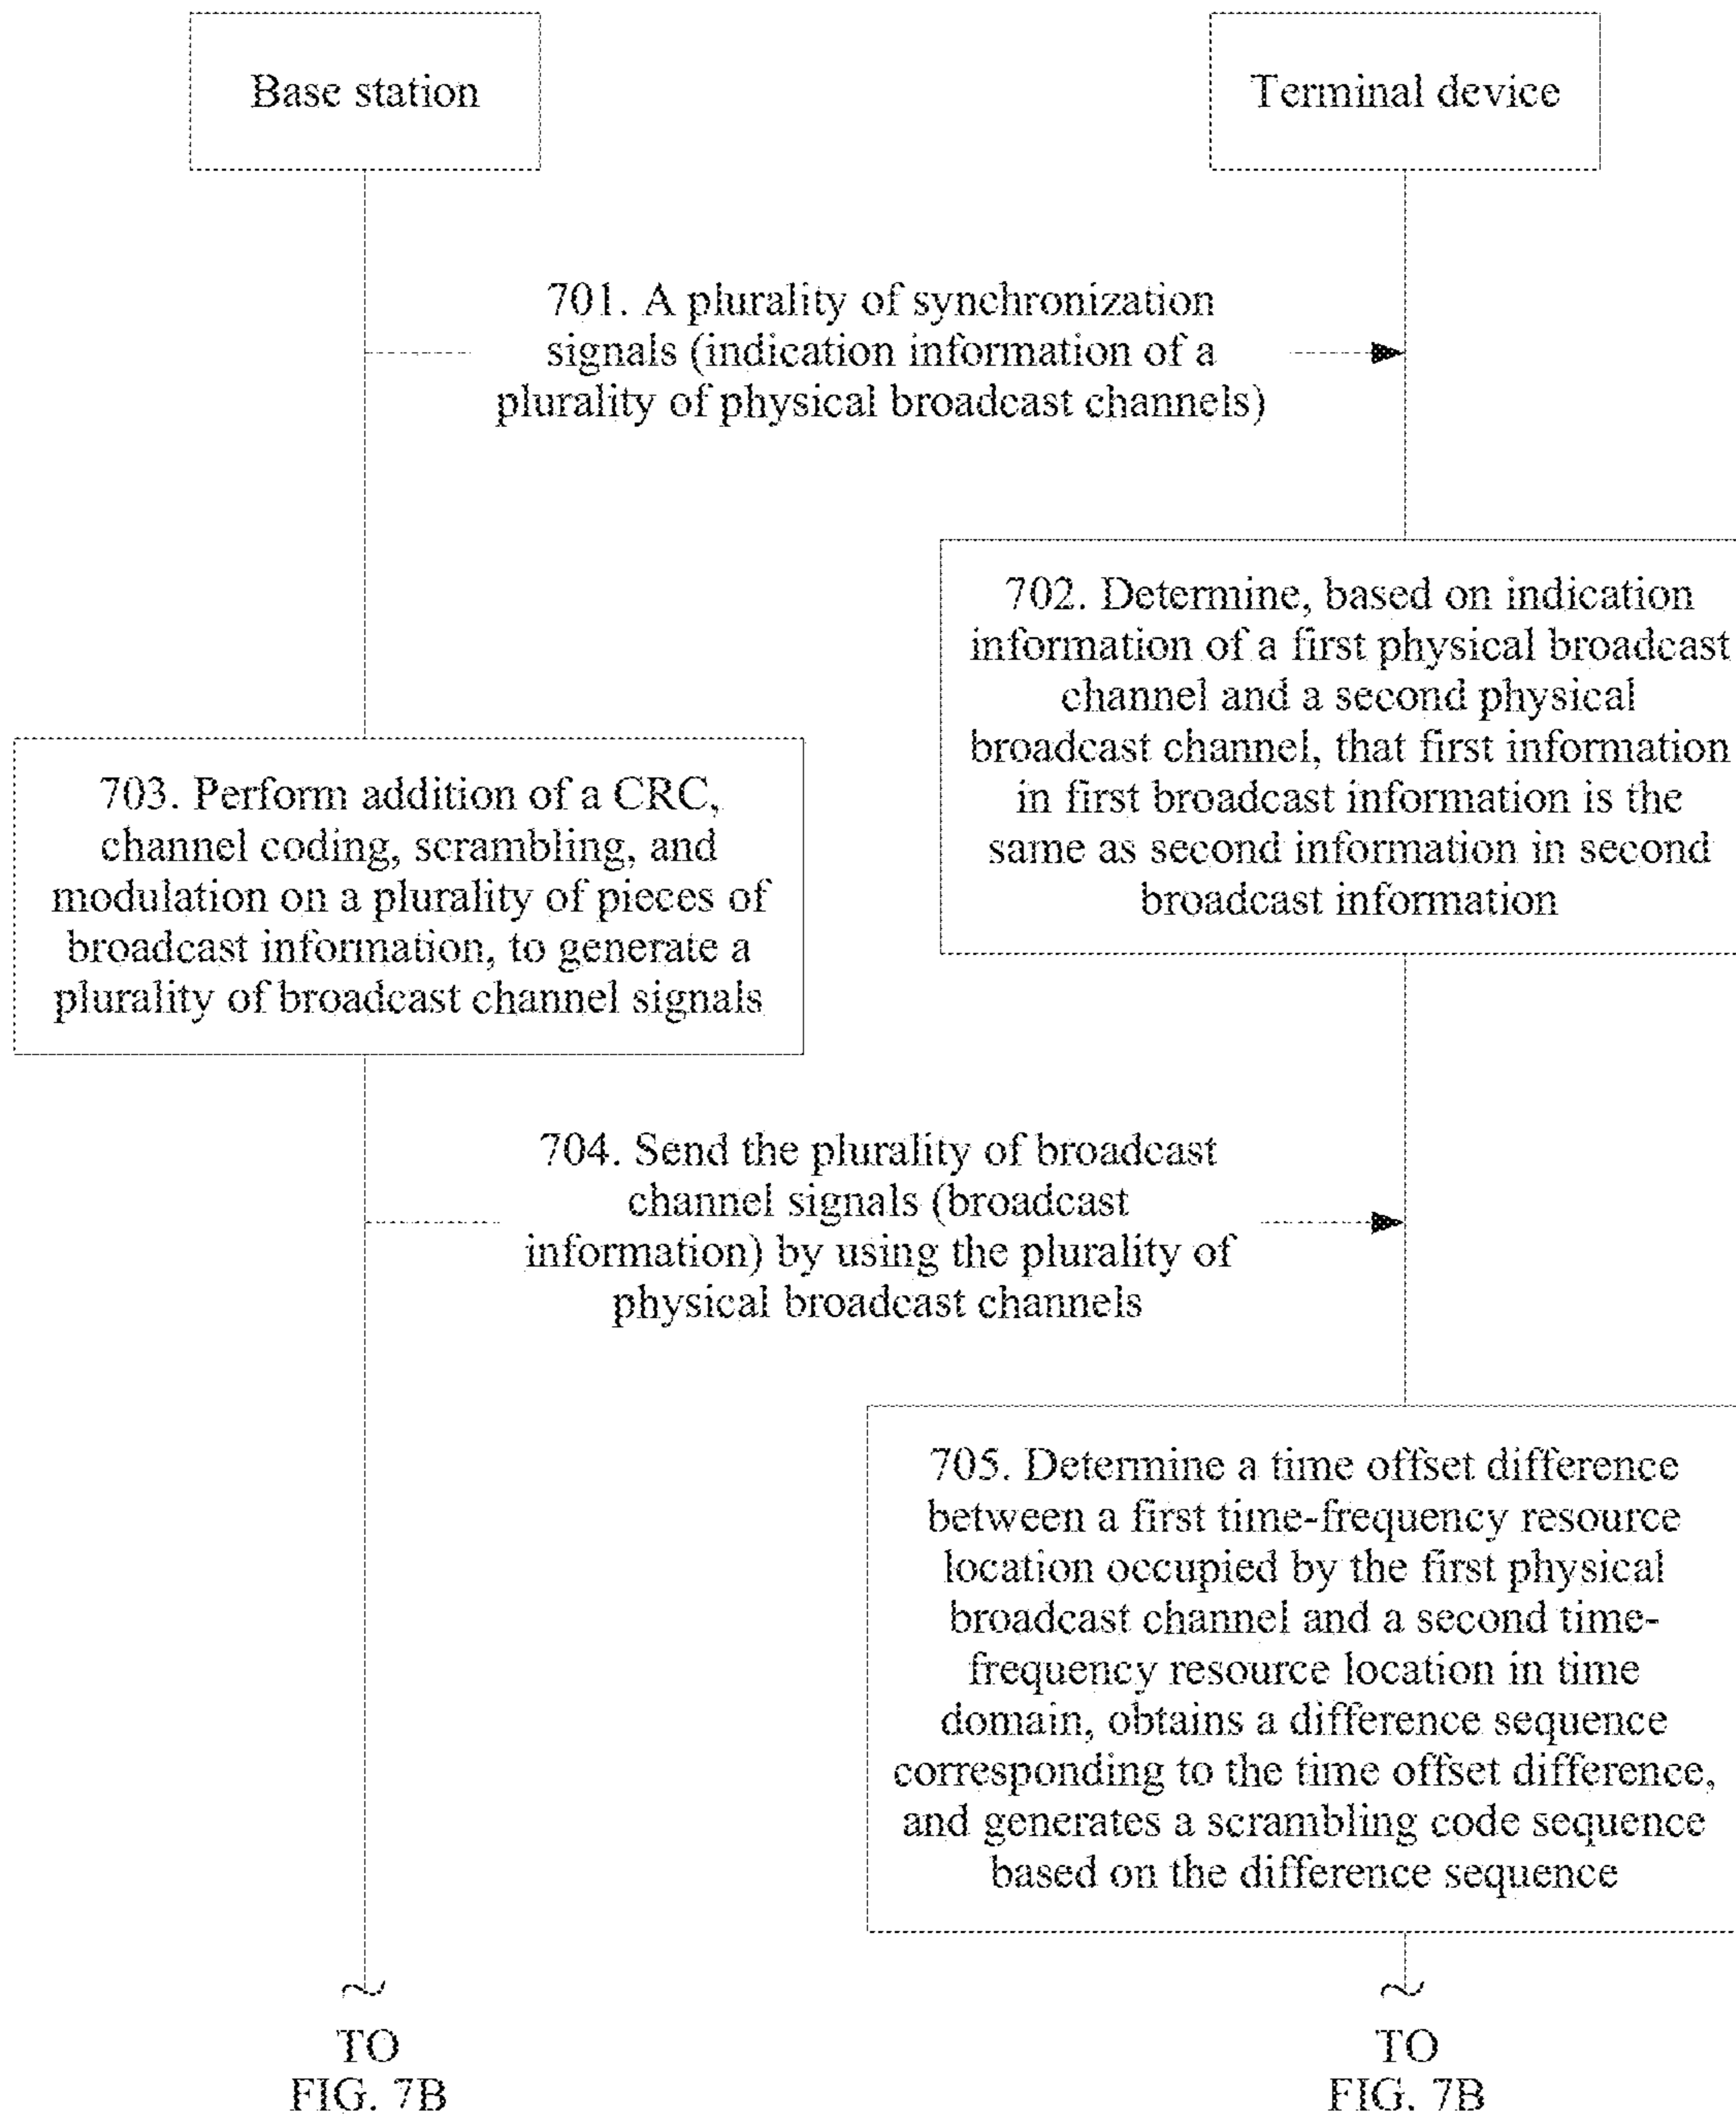 Base station
Terminal device
701. A plurality of synchronization
signals (indication information of a
plurality of physical broadcast channels)
702. Determine, based on indication
information of a first physical broadcast
channel and a second physical
broadcast channel, that first information
in first broadcast information is the
same as second information in second
broadcast information
703. Perform addition of a CRC,
channel coding, scrambling, and
modulation on a plurality of pieces of
broadcast information, to generate a
plurality of broadcast channel signals
704. Send the plurality of broadcast
channel signals (broadcast
information) by using the plurality of
physical broadcast channels
705. Determine a time offset difference
between a first time-frequency resource
location occupied by the first physical
broadcast channel and a second time-
frequency resource location in time
domain, obtains a difference sequence
corresponding to the time offset difference,
and generates a scrambling code sequence
based on the difference sequence
TO
FIG. 7B
TO
FIG. 7B